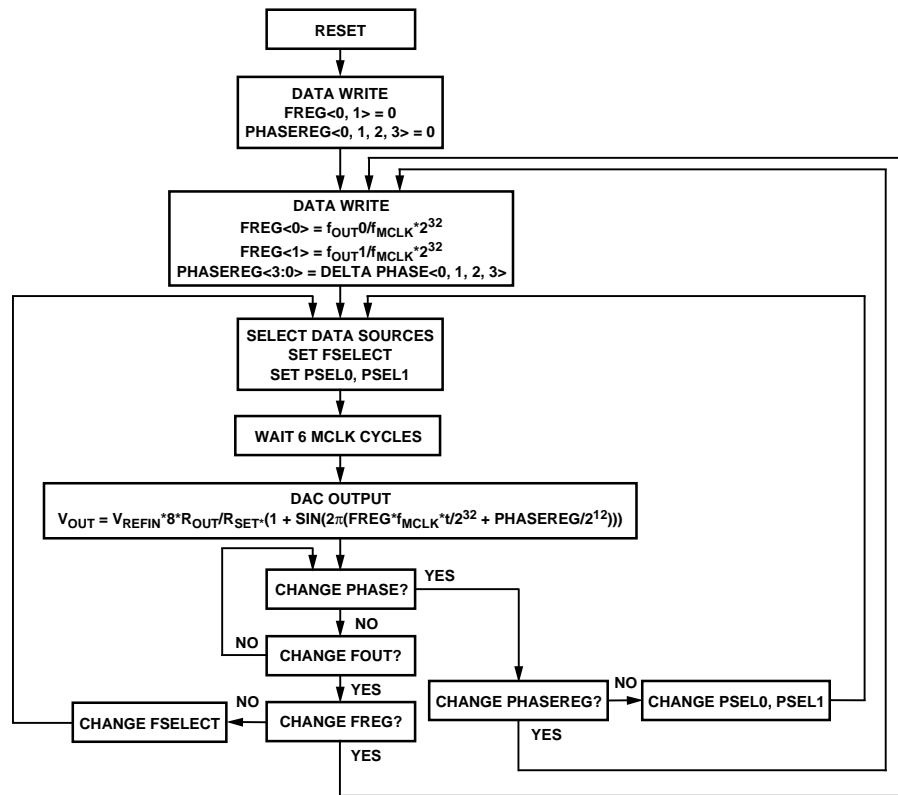 RESET
DATA WRITE
FREG<0, 1> = 0
PHASEREG<0, 1, 2, 3> = 0
DATA WRITE
FREG<0> = fOUT0/fMCLK*2^32
FREG<1> = fOUT1/fMCLK*2^32
PHASEREG<3:0> = DELTA PHASE<0, 1, 2, 3>
SELECT DATA SOURCES
SET FSELECT
SET PSEL0, PSEL1
WAIT 6 MCLK CYCLES
DAC OUTPUT
VOUT = VREFIN*8*ROUT/RSET*(1 + SIN(2π(FREG*fMCLK*t/2^32 + PHASEREG/2^12)))
CHANGE PHASE?
YES
NO
NO
CHANGE FOUT?
YES
CHANGE PHASEREG?
NO
CHANGE PSEL0, PSEL1
YES
CHANGE FSELECT
NO
CHANGE FREG?
YES